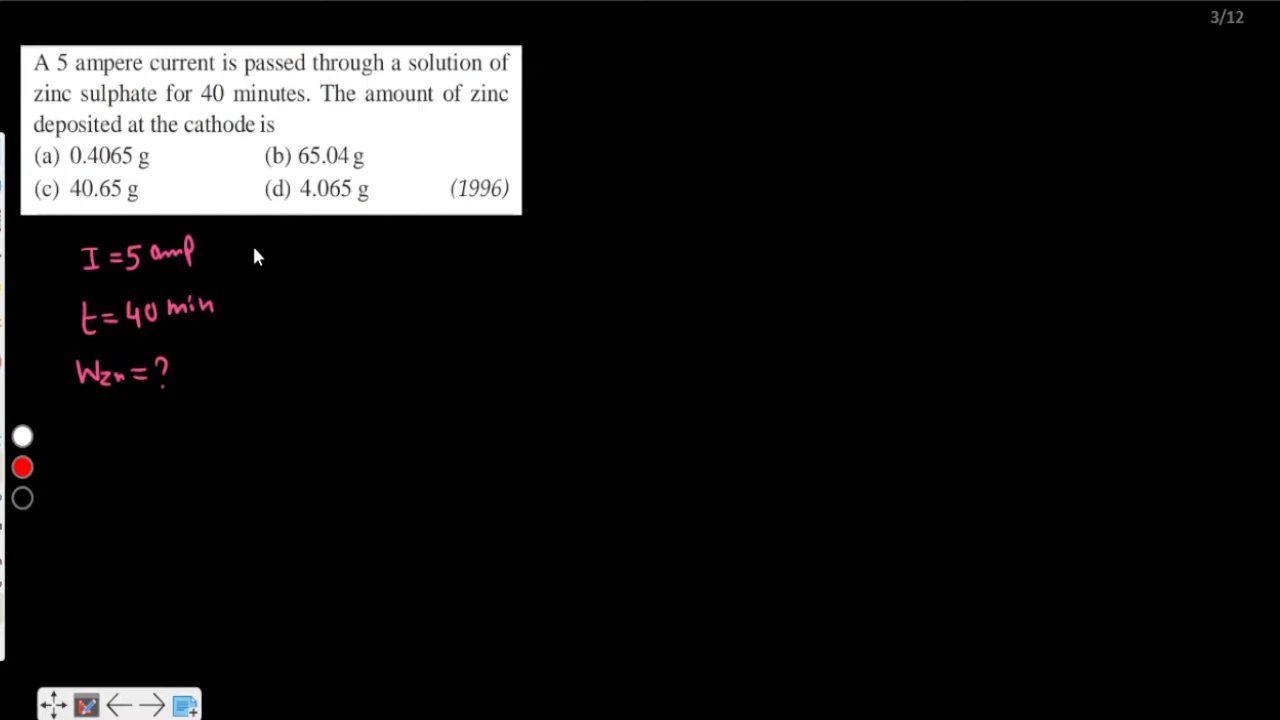 3/12
A 5 ampere current is passed through a solution of
zinc sulphate for 40 minutes. The amount of zinc
deposited at the cathode is
(a) 0.4065 g (b) 65.04 g
(c) 40.65 g (d) 4.065 g (1996)
I = 5 amp
t = 40 min
WZn = ?